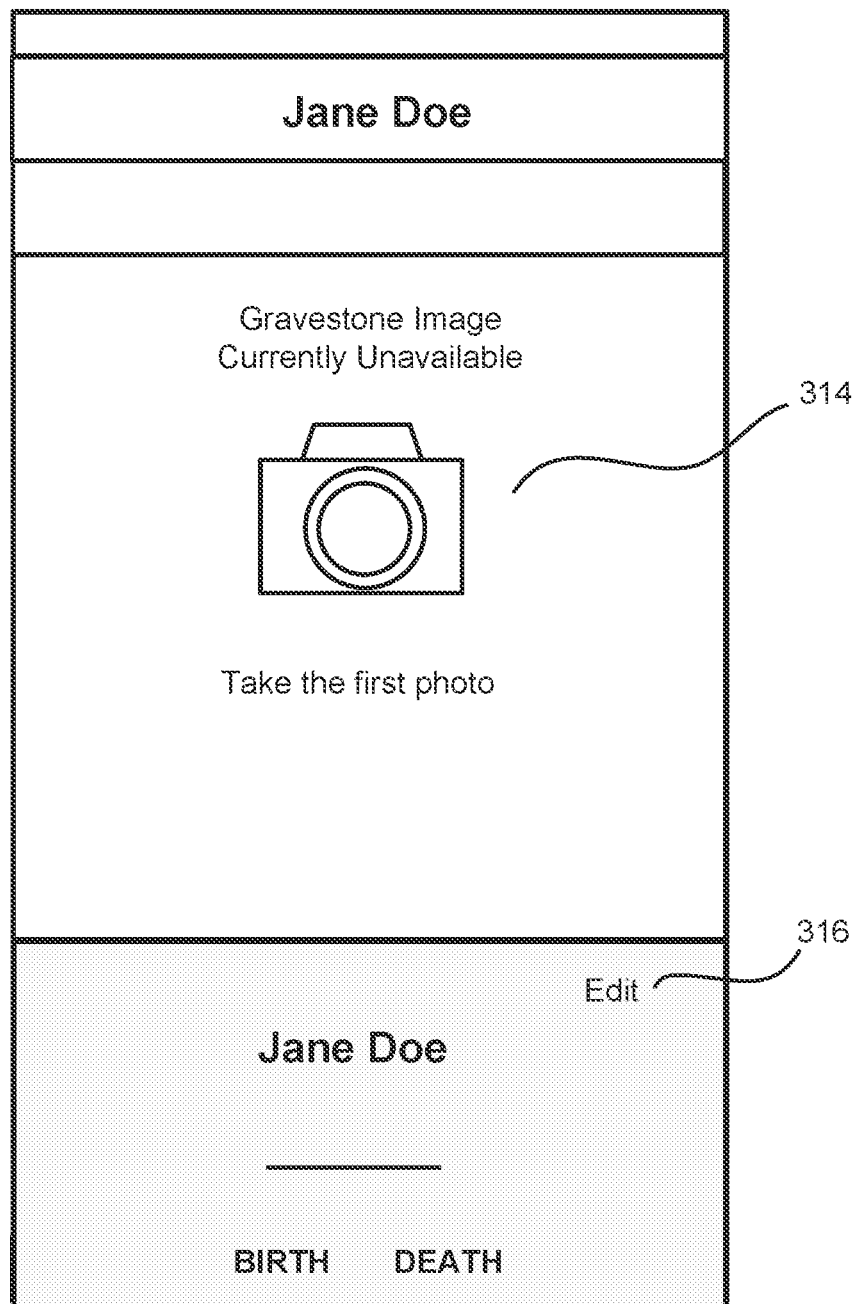 Jane Doe
Gravestone Image
Currently Unavailable
314
Take the first photo
316
Edit
Jane Doe
BIRTH DEATH